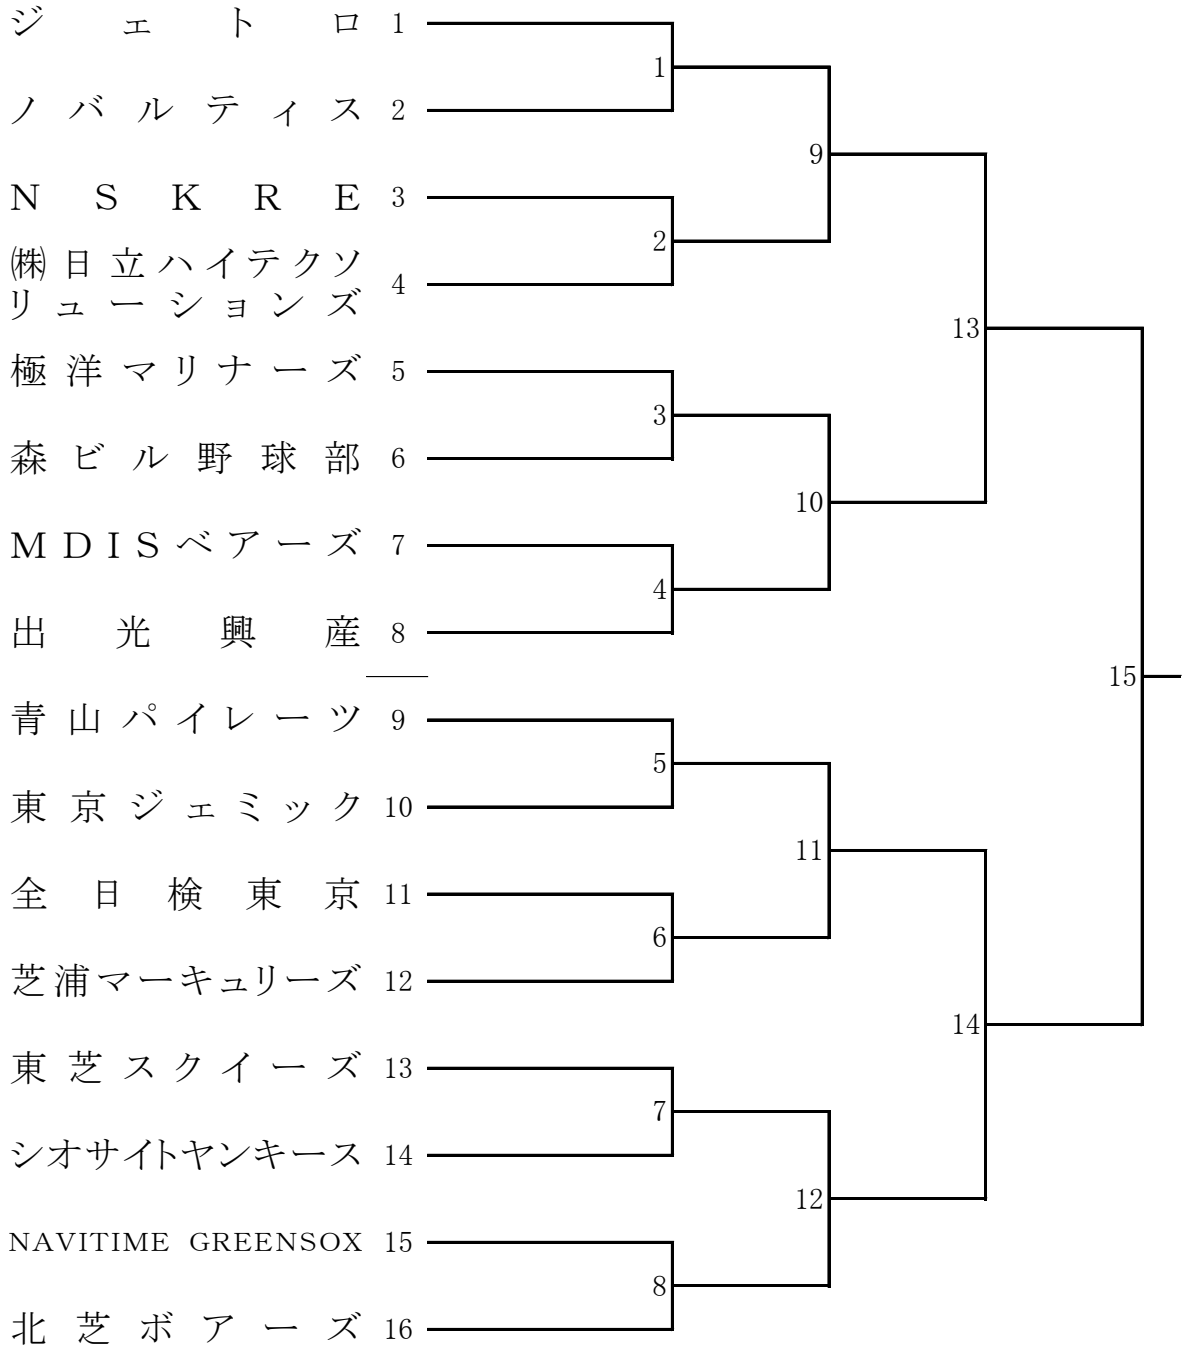 ジェトロ 1
1
ノバルティス 2
9
NSKRE 3
2
㈱日立ハイテクソ
リューションズ 4
13
極洋マリナーズ 5
3
森ビル野球部 6
10
MDISベアーズ 7
4
出光興産 8
15
青山パイレーツ 9
5
東京ジェミック 10
11
全日検東京 11
6
芝浦マーキュリーズ 12
14
東芝スクイーズ 13
7
シオサイトヤンキース 14
12
NAVITIME GREENSOX 15
8
北芝ボアーズ 16